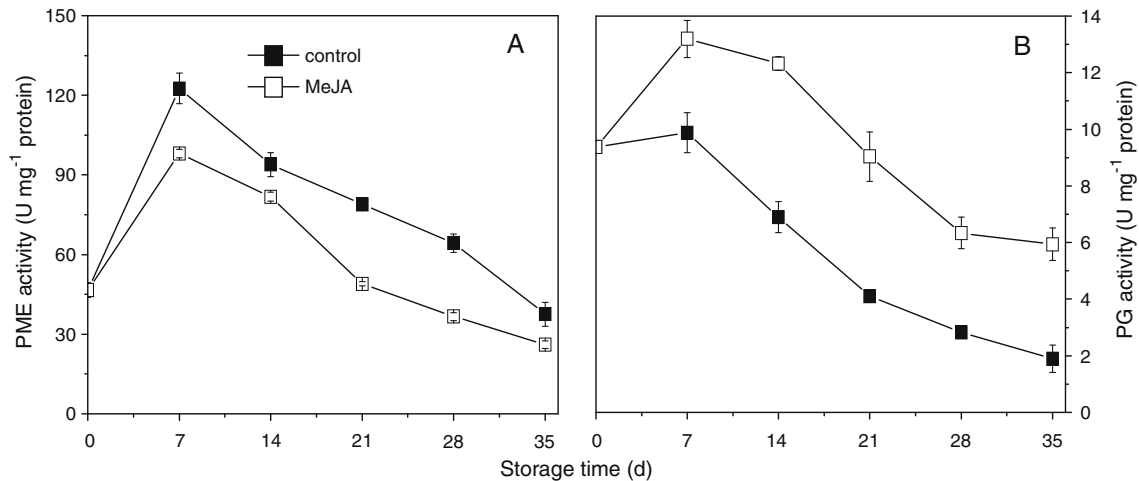 A
control
MeJA
PME activity (U mg⁻¹ protein)
150
120
90
60
30
0
0 7 14 21 28 35
B
PG activity (U mg⁻¹ protein)
14
12
10
8
6
4
2
0
0 7 14 21 28 35
Storage time (d)